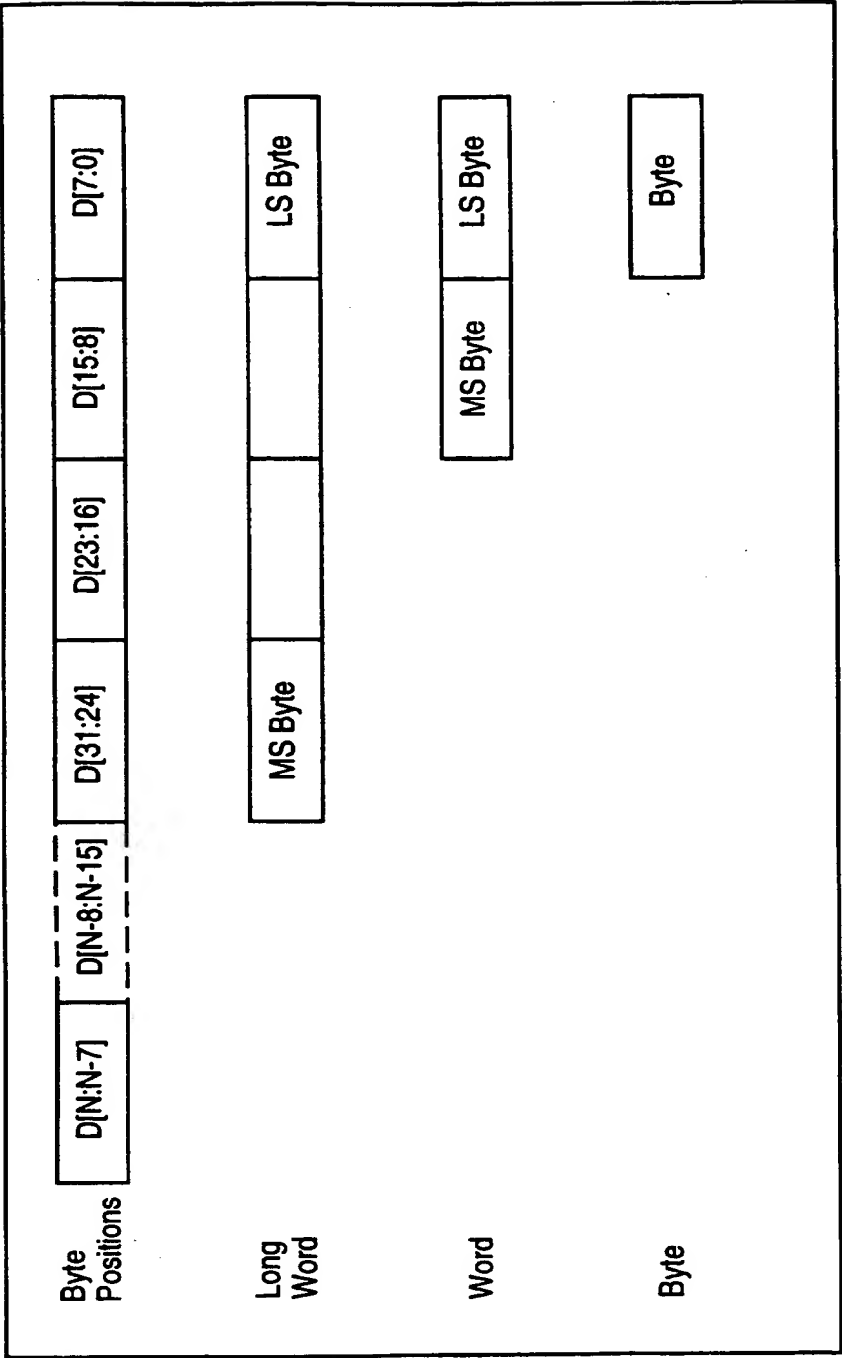 Byte
Positions
D[N:N-7] D[N-8:N-15] D[31:24] D[23:16] D[15:8] D[7:0]
Long
Word
MS Byte LS Byte
Word
MS Byte LS Byte
Byte
Byte